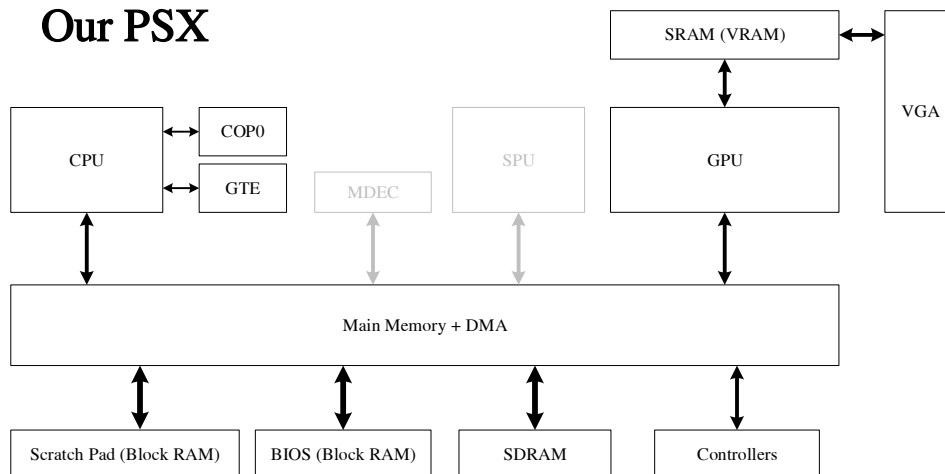 Our PSX
SRAM (VRAM)
VGA
CPU
COP0
GTE
MDEC
SPU
GPU
Main Memory + DMA
Scratch Pad (Block RAM)
BIOS (Block RAM)
SDRAM
Controllers